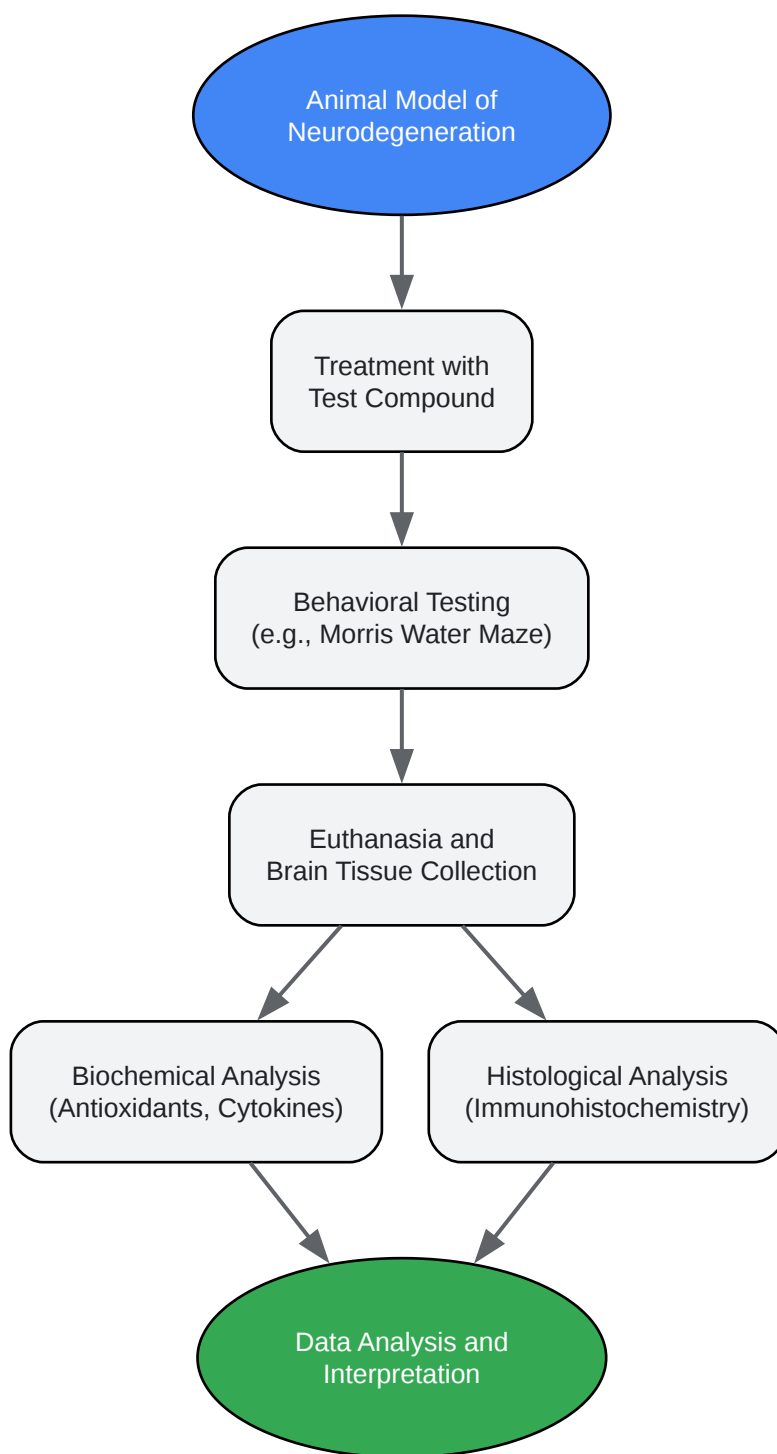 Animal Model of
Neurodegeneration
Treatment with
Test Compound
Behavioral Testing
(e.g., Morris Water Maze)
Euthanasia and
Brain Tissue Collection
Biochemical Analysis
(Antioxidants, Cytokines)
Histological Analysis
(Immunohistochemistry)
Data Analysis and
Interpretation